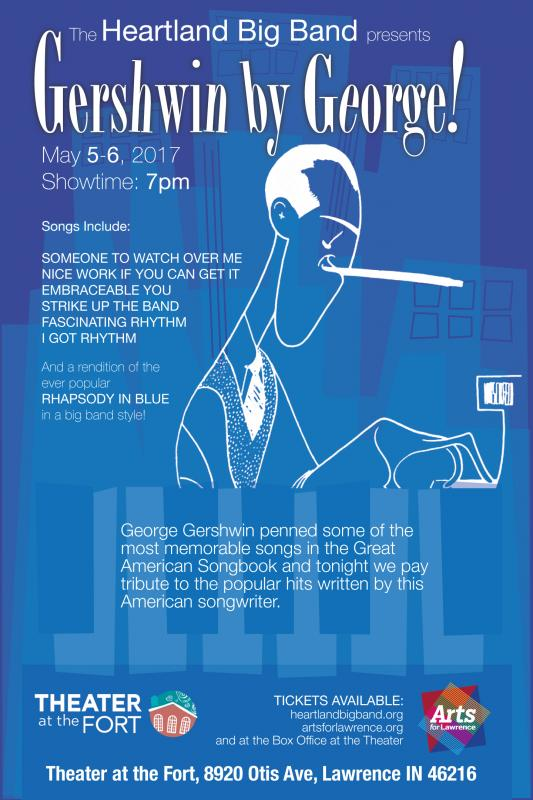 The Heartland Big Band presents
Gershwin by George!
May 5-6, 2017
Showtime: 7pm
Songs Include:
SOMEONE TO WATCH OVER ME
NICE WORK IF YOU CAN GET IT
EMBRACEABLE YOU
STRIKE UP THE BAND
FASCINATING RHYTHM
I GOT RHYTHM
And a rendition of the
ever popular
RHAPSODY IN BLUE
in a big band style!
George Gershwin penned some of the
most memorable songs in the Great
American Songbook and tonight we pay
tribute to the popular hits written by this
American songwriter.
THEATER
at the FORT
TICKETS AVAILABLE:
heartlandbigband.org
artsforlawrence.org
and at the Box Office at the Theater
Arts
for Lawrence
Theater at the Fort, 8920 Otis Ave, Lawrence IN 46216